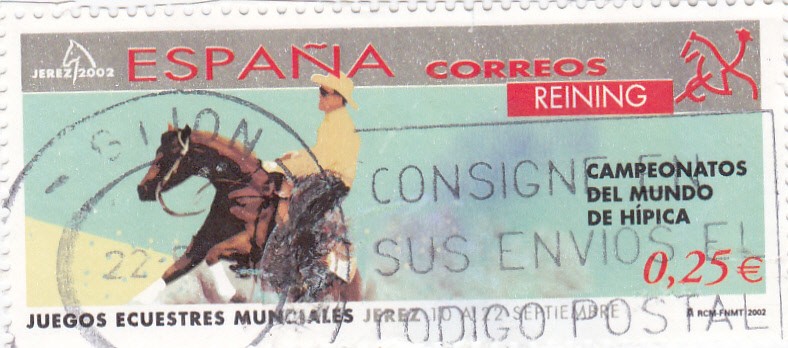 JEREZ 2002
ESPAÑA CORREOS
REINING
CAMPEONATOS
DEL MUNDO
DE HÍPICA
0,25 €
JUEGOS ECUESTRES MUNDIALES JEREZ 10 A 22 SEPTIEMBRE
RCM-FNMT 2002
GIJON
22
CONSIGNE EN
SUS ENVIOS EL
CODIGO POSTAL